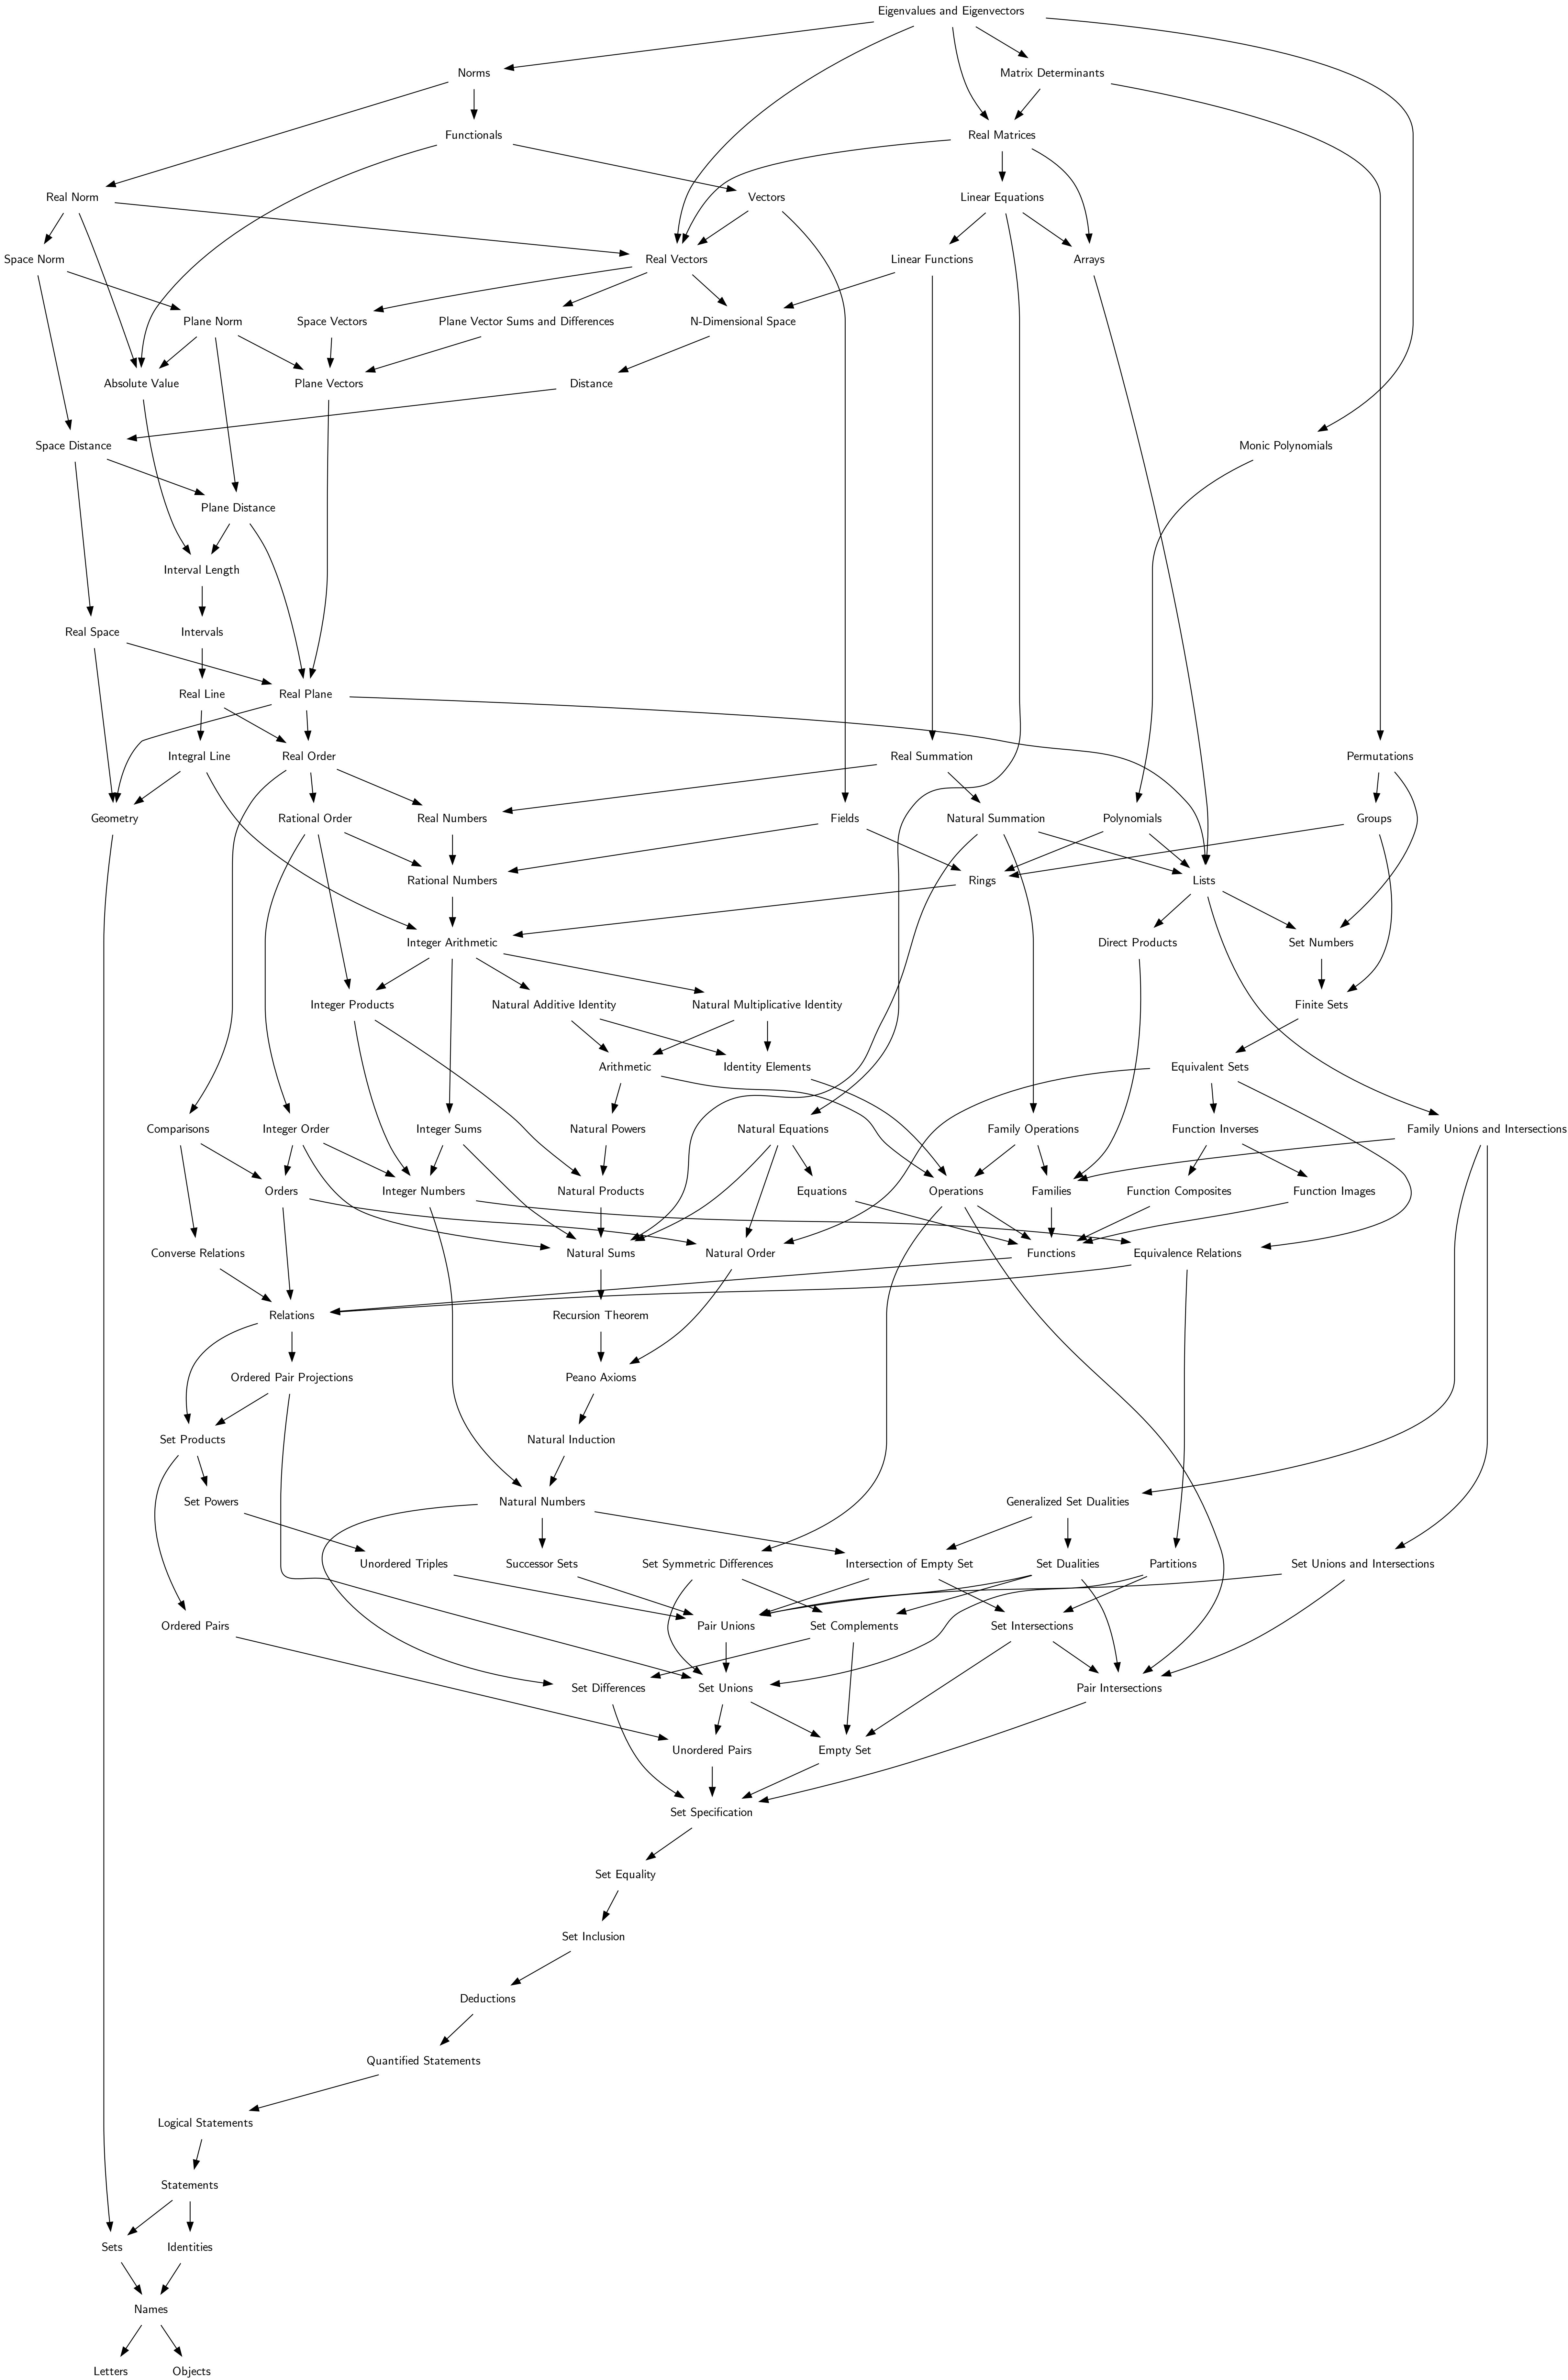 Eigenvalues and Eigenvectors
Norms
Matrix Determinants
Functionals
Real Matrices
Real Norm
Vectors
Linear Equations
Space Norm
Real Vectors
Linear Functions
Arrays
Plane Norm
Space Vectors
Plane Vector Sums and Differences
N-Dimensional Space
Absolute Value
Plane Vectors
Distance
Space Distance
Monic Polynomials
Plane Distance
Interval Length
Real Space
Intervals
Real Line
Real Plane
Integral Line
Real Order
Real Summation
Permutations
Geometry
Rational Order
Real Numbers
Fields
Natural Summation
Polynomials
Groups
Rational Numbers
Rings
Lists
Integer Arithmetic
Direct Products
Set Numbers
Integer Products
Natural Additive Identity
Natural Multiplicative Identity
Finite Sets
Arithmetic
Identity Elements
Equivalent Sets
Comparisons
Integer Order
Integer Sums
Natural Powers
Natural Equations
Family Operations
Function Inverses
Family Unions and Intersections
Orders
Integer Numbers
Natural Products
Equations
Operations
Families
Function Composites
Function Images
Converse Relations
Natural Sums
Natural Order
Functions
Equivalence Relations
Relations
Recursion Theorem
Ordered Pair Projections
Peano Axioms
Set Products
Natural Induction
Set Powers
Natural Numbers
Generalized Set Dualities
Unordered Triples
Successor Sets
Set Symmetric Differences
Intersection of Empty Set
Set Dualities
Partitions
Set Unions and Intersections
Ordered Pairs
Pair Unions
Set Complements
Set Intersections
Set Differences
Set Unions
Pair Intersections
Unordered Pairs
Empty Set
Set Specification
Set Equality
Set Inclusion
Deductions
Quantified Statements
Logical Statements
Statements
Sets
Identities
Names
Letters
Objects